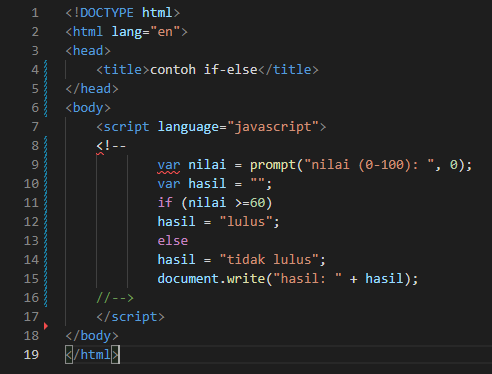 1 <!DOCTYPE html>
2 <html lang="en">
3 <head>
4     <title>contoh if-else</title>
5 </head>
6 <body>
7     <script language="javascript">
8     <!--
9             var nilai = prompt("nilai (0-100): ", 0);
10             var hasil = "";
11             if (nilai >=60)
12             hasil = "lulus";
13             else
14             hasil = "tidak lulus";
15             document.write("hasil: " + hasil);
16     //-->
17     </script>
18 </body>
19 </html>